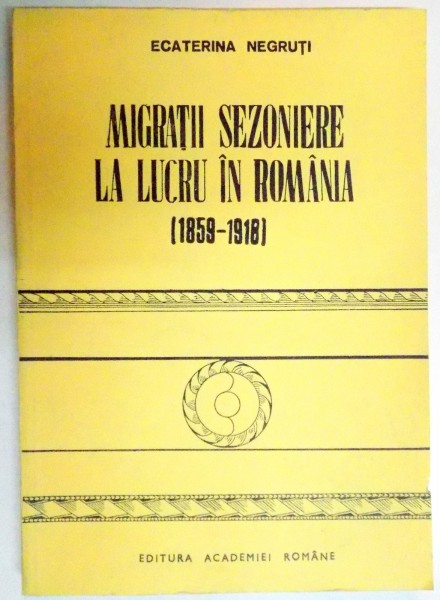 ECATERINA NEGRUȚI
MIGRAȚII SEZONIERE
LA LUCRU ÎN ROMÂNIA
(1859-1918)
EDITURA ACADEMIEI ROMÂNE